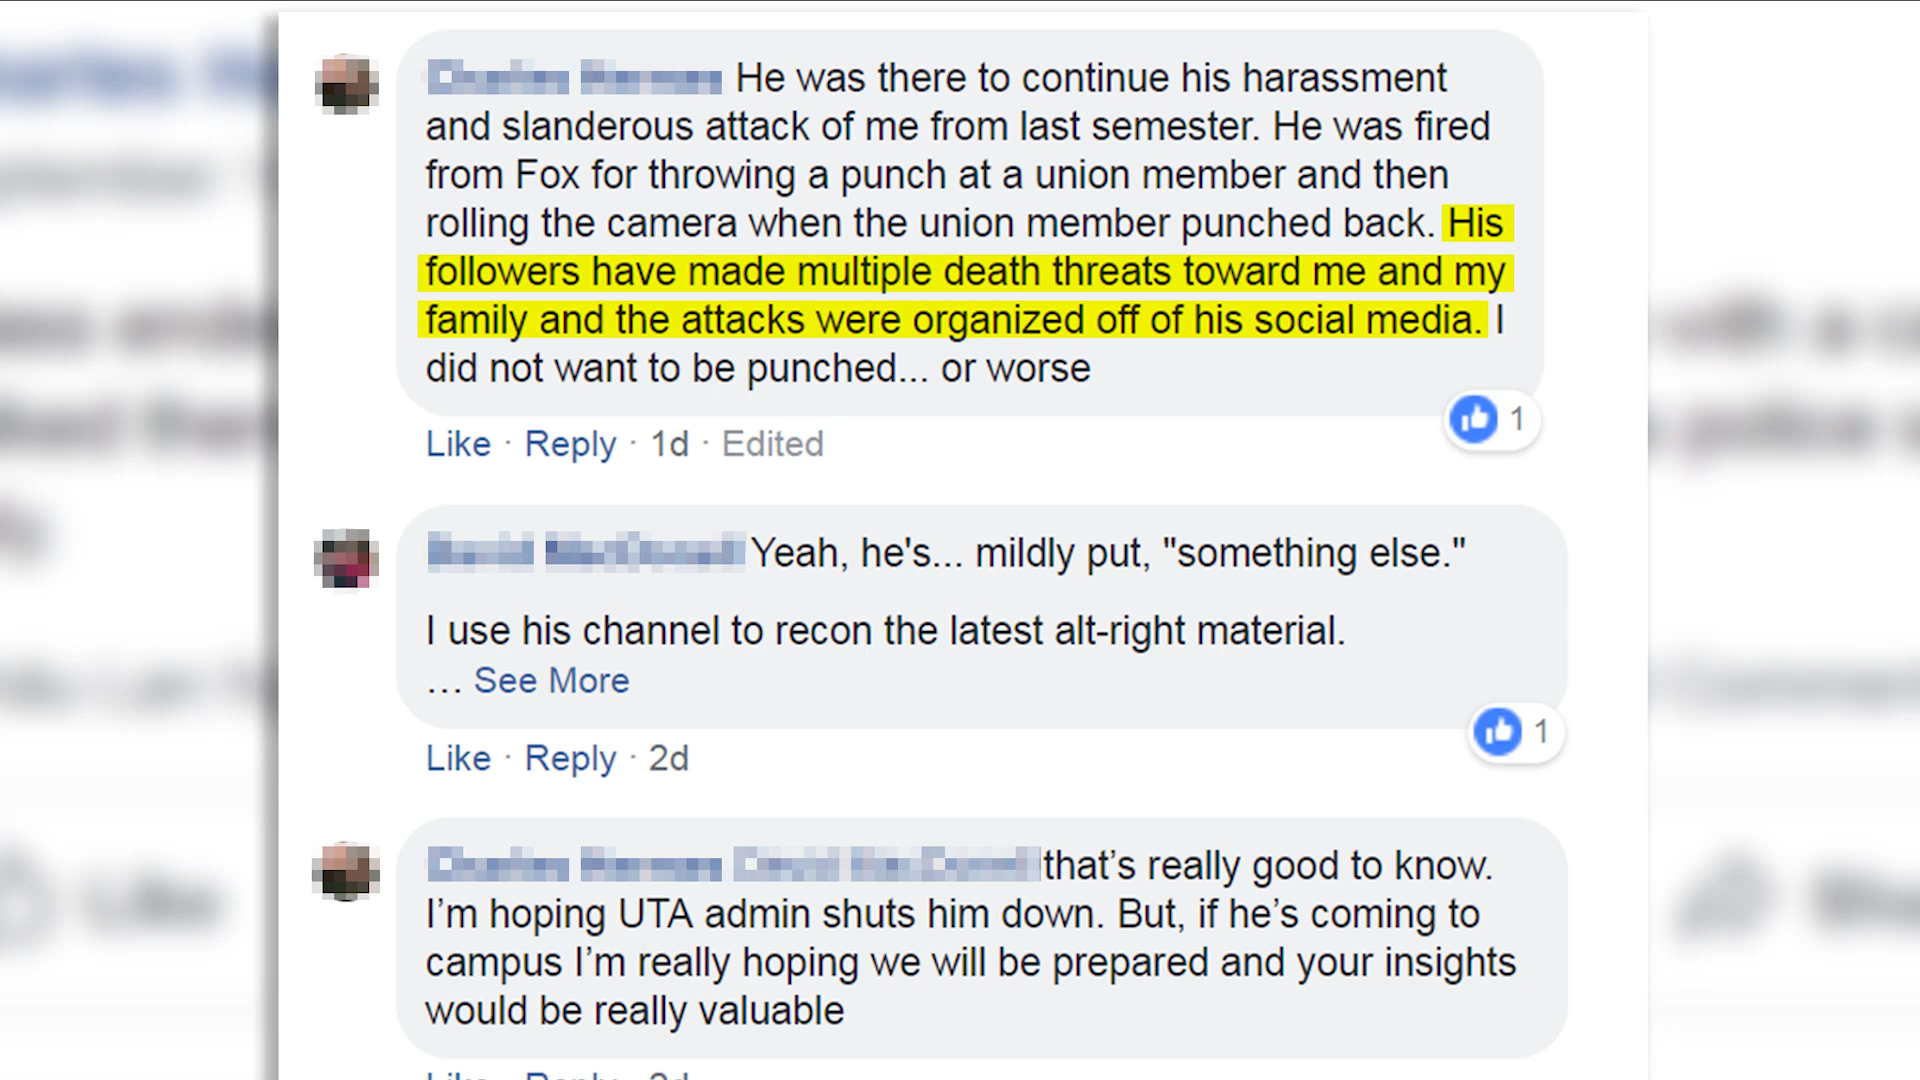 He was there to continue his harassment
and slanderous attack of me from last semester. He was fired
from Fox for throwing a punch at a union member and then
rolling the camera when the union member punched back. His
followers have made multiple death threats toward me and my
family and the attacks were organized off of his social media. I
did not want to be punched... or worse
1
Like · Reply · 1d · Edited
Yeah, he's... mildly put, "something else."
I use his channel to recon the latest alt-right material.
... See More
1
Like · Reply · 2d
that's really good to know.
I'm hoping UTA admin shuts him down. But, if he's coming to
campus I'm really hoping we will be prepared and your insights
would be really valuable
Like